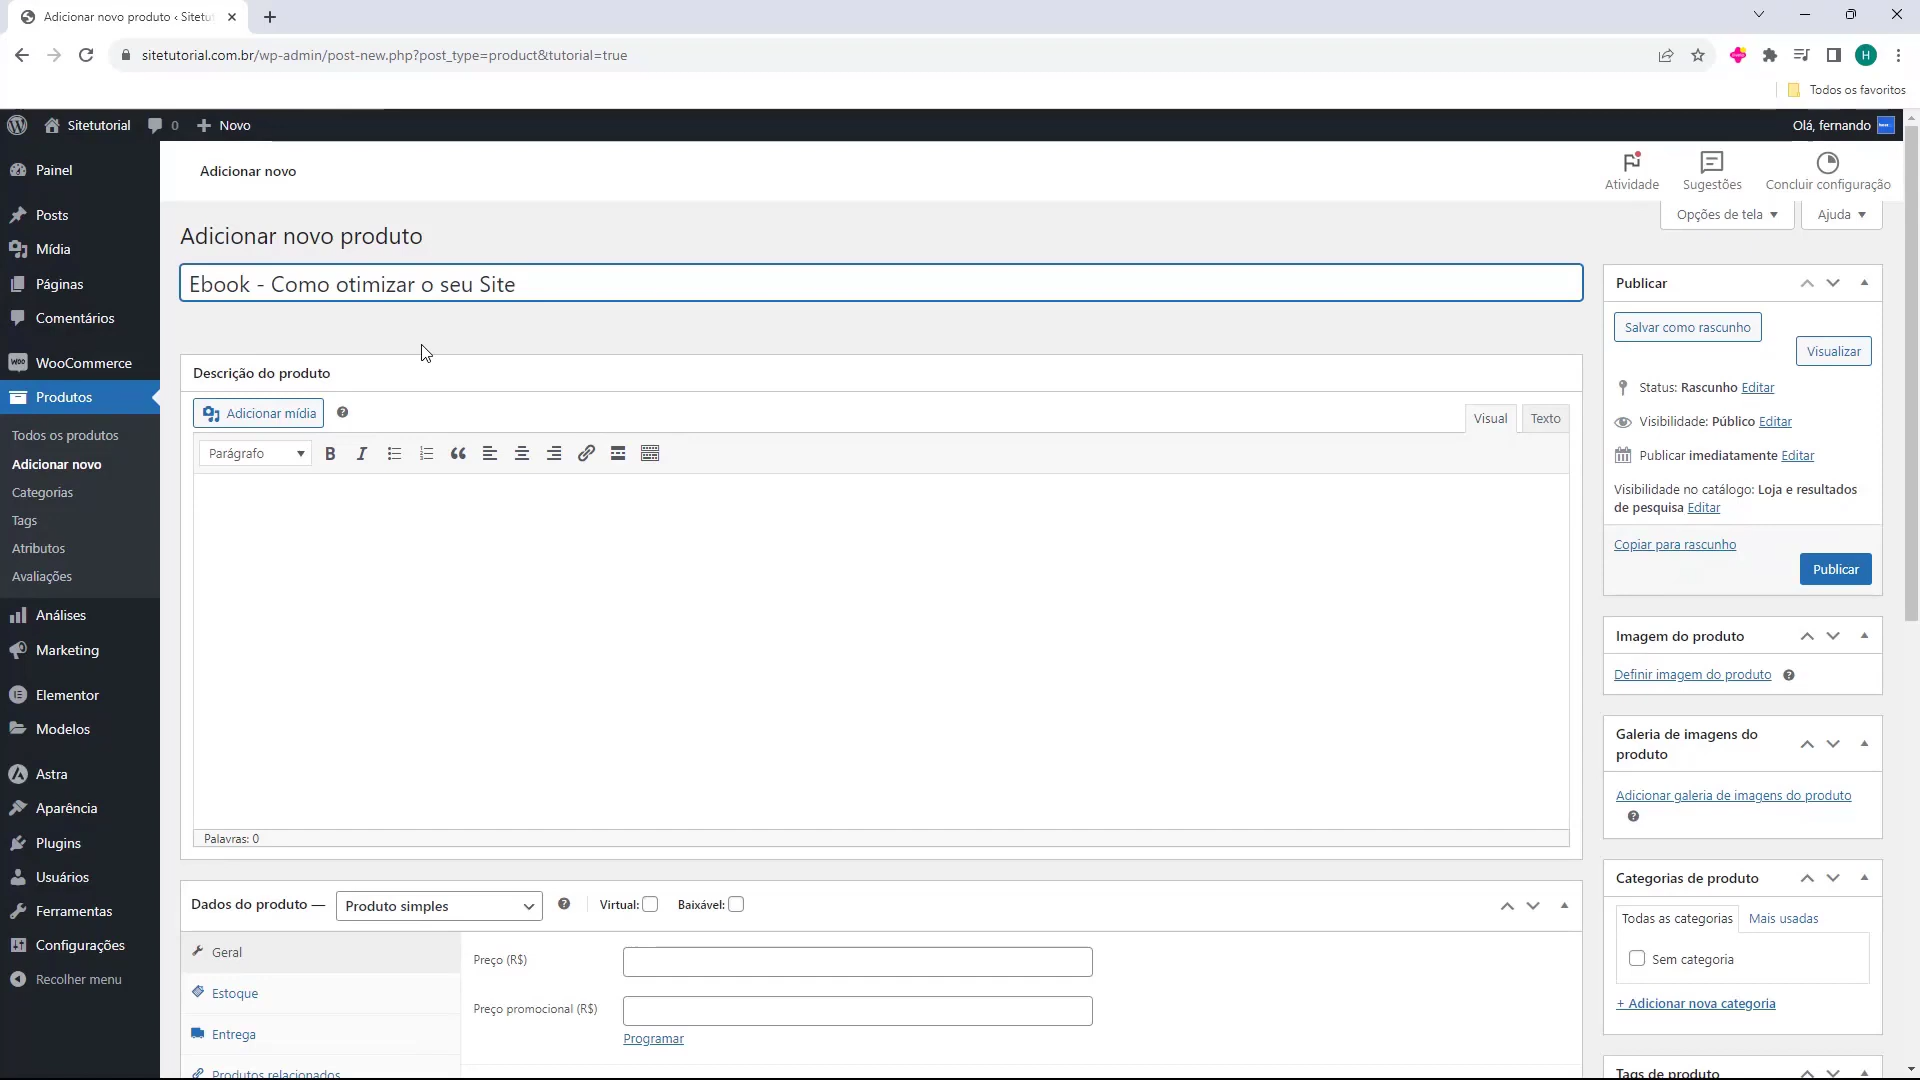 Adicionar novo produto ‹ Sitetut
sitetutorial.com.br/wp-admin/post-new.php?post_type=product&tutorial=true
H
Todos os favoritos
Sitetutorial
0
Novo
Olá, fernando
Painel
Posts
Mídia
Páginas
Comentários
WooCommerce
Produtos
Todos os produtos
Adicionar novo
Categorias
Tags
Atributos
Avaliações
Análises
Marketing
Elementor
Modelos
Astra
Aparência
Plugins
Usuários
Ferramentas
Configurações
Recolher menu
Adicionar novo
Atividade
Sugestões
Concluir configuração
Opções de tela
Ajuda
Adicionar novo produto
Ebook - Como otimizar o seu Site
Descrição do produto
Adicionar mídia
Visual
Texto
Parágrafo
B
I
Palavras: 0
Dados do produto —
Produto simples
Virtual:
Baixável:
Geral
Estoque
Entrega
Produtos relacionados
Preço (R$)
Preço promocional (R$)
Programar
Publicar
Salvar como rascunho
Visualizar
Status: Rascunho Editar
Visibilidade: Público Editar
Publicar imediatamente Editar
Visibilidade no catálogo: Loja e resultados
de pesquisa Editar
Copiar para rascunho
Publicar
Imagem do produto
Definir imagem do produto
Galeria de imagens do
produto
Adicionar galeria de imagens do produto
Categorias de produto
Todas as categorias
Mais usadas
Sem categoria
+ Adicionar nova categoria
Tags de produto